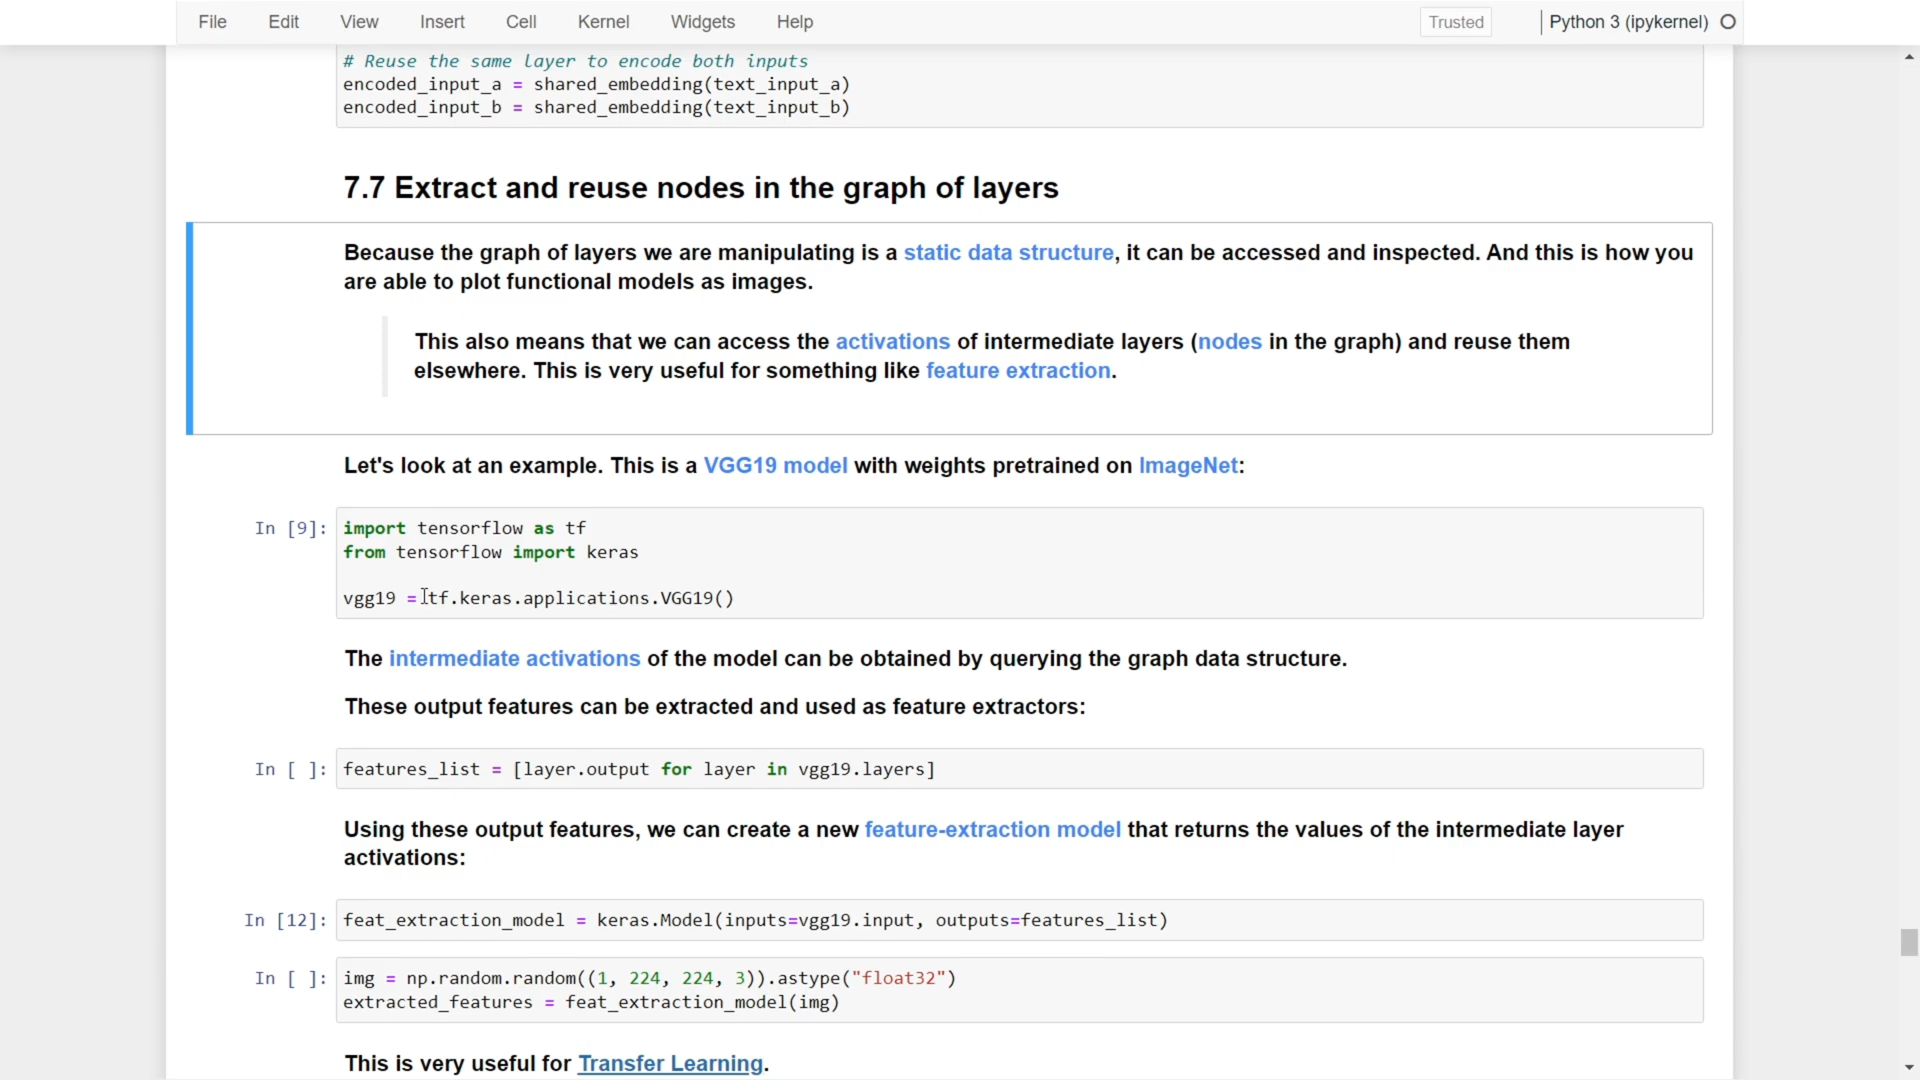 File Edit View Insert Cell Kernel Widgets Help Trusted Python 3 (ipykernel)
# Reuse the same layer to encode both inputs
encoded_input_a = shared_embedding(text_input_a)
encoded_input_b = shared_embedding(text_input_b)
7.7 Extract and reuse nodes in the graph of layers
Because the graph of layers we are manipulating is a static data structure, it can be accessed and inspected. And this is how you
are able to plot functional models as images.
This also means that we can access the activations of intermediate layers (nodes in the graph) and reuse them
elsewhere. This is very useful for something like feature extraction.
Let's look at an example. This is a VGG19 model with weights pretrained on ImageNet:
In [9]: import tensorflow as tf
from tensorflow import keras
vgg19 = tf.keras.applications.VGG19()
The intermediate activations of the model can be obtained by querying the graph data structure.
These output features can be extracted and used as feature extractors:
In [ ]: features_list = [layer.output for layer in vgg19.layers]
Using these output features, we can create a new feature-extraction model that returns the values of the intermediate layer
activations:
In [12]: feat_extraction_model = keras.Model(inputs=vgg19.input, outputs=features_list)
In [ ]: img = np.random.random((1, 224, 224, 3)).astype("float32")
extracted_features = feat_extraction_model(img)
This is very useful for Transfer Learning.